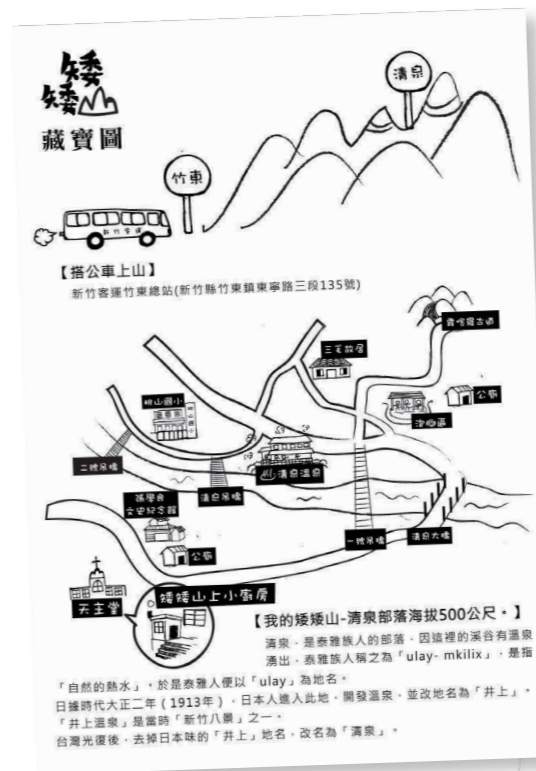 矮
矮
藏寶圖
清泉
竹東
新竹客運
【搭公車上山】
新竹客運竹東總站(新竹縣竹東鎮東寧路三段135號)
霞喀羅古道
三毛故居
公廁
泡腳區
桃山國小
二號吊橋
清泉吊橋
清泉溫泉
張學良
文史紀念館
公廁
一號吊橋
清泉大橋
天主堂
矮矮山上小廚房
【我的矮矮山-清泉部落海拔500公尺。】
清泉，是泰雅族人的部落，因這裡的溪谷有溫泉
湧出，泰雅族人稱之為「ulay- mkilix」，是指
「自然的熱水」。於是泰雅人便以「ulay」為地名。
日據時代大正二年（1913年），日本人進入此地，開發溫泉，並改地名為「井上」。
「井上溫泉」是當時「新竹八景」之一。
台灣光復後，去掉日本味的「井上」地名，改名為「清泉」。